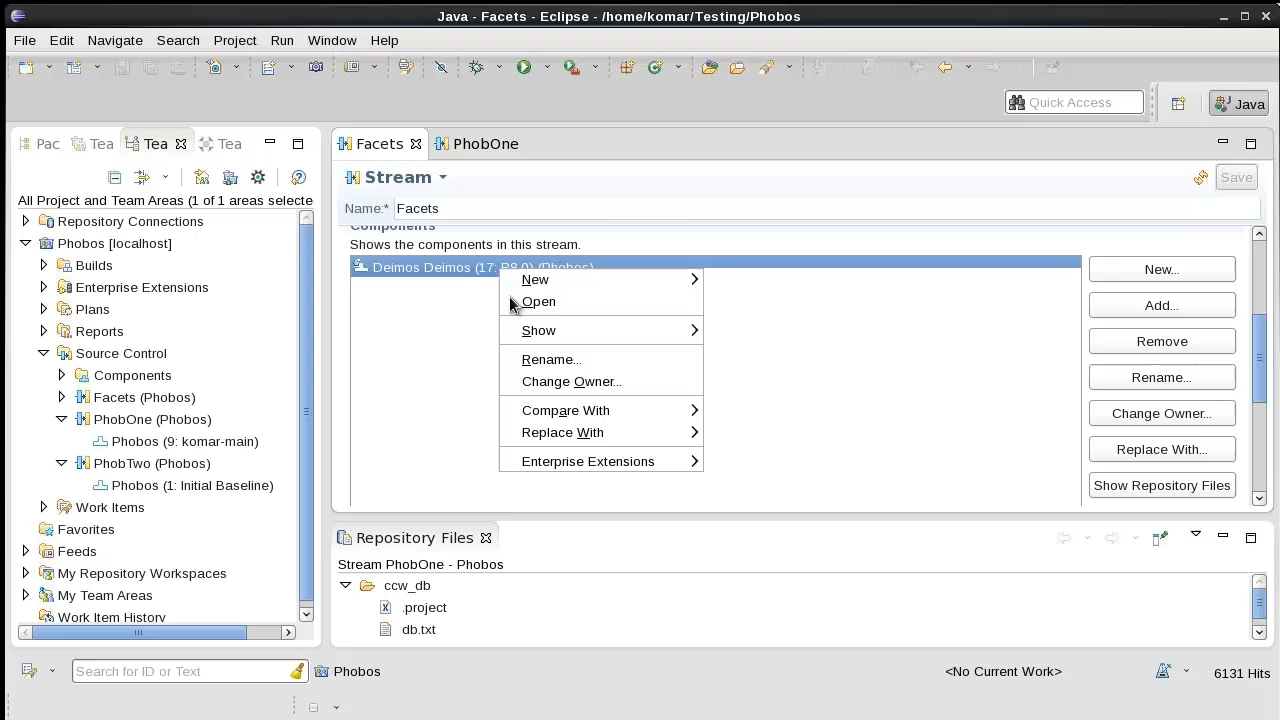 Java - Facets - Eclipse - /home/komar/Testing/Phobos
File Edit Navigate Search Project Run Window Help
Quick Access
Java
Pac Tea Tea Tea
All Project and Team Areas (1 of 1 areas selecte
Repository Connections
Phobos [localhost]
Builds
Enterprise Extensions
Plans
Reports
Source Control
Components
Facets (Phobos)
PhobOne (Phobos)
Phobos (9: komar-main)
PhobTwo (Phobos)
Phobos (1: Initial Baseline)
Work Items
Favorites
Feeds
My Repository Workspaces
My Team Areas
Work Item History
Facets PhobOne
Stream
Save
Name:* Facets
Components
Shows the components in this stream.
Deimos Deimos (17: R8.0) (Phobos)
New
Open
Show
Rename...
Change Owner...
Compare With
Replace With
Enterprise Extensions
New...
Add...
Remove
Rename...
Change Owner...
Replace With...
Show Repository Files
Repository Files
Stream PhobOne - Phobos
ccw_db
.project
db.txt
Search for ID or Text
Phobos
<No Current Work>
6131 Hits